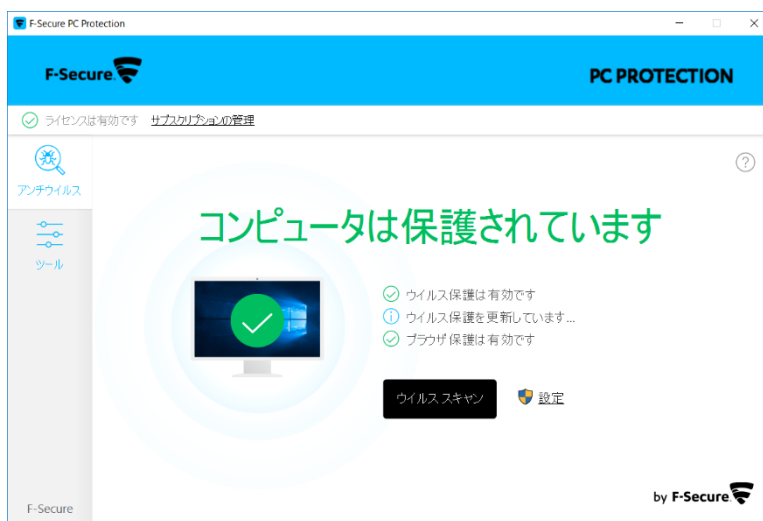 F-Secure PC Protection
F-Secure
PC PROTECTION
ライセンスは有効です サブスクリプションの管理
アンチウイルス
ツール
コンピュータは保護されています
ウイルス保護は有効です
ウイルス保護を更新しています...
ブラウザ保護は有効です
ウイルス スキャン 設定
F-Secure
by F-Secure